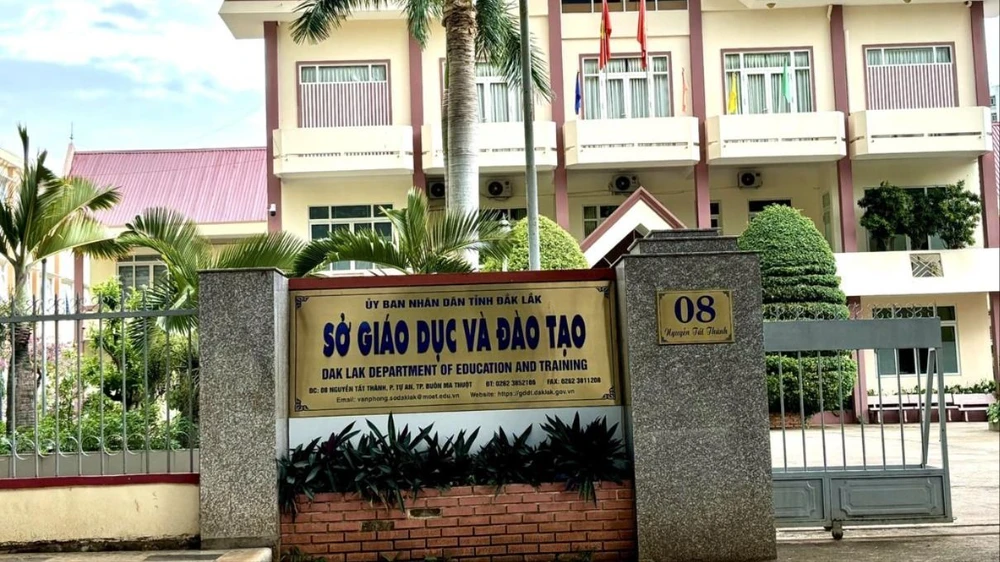 ỦY BAN NHÂN DÂN TỈNH ĐẮK LẮK
SỞ GIÁO DỤC VÀ ĐÀO TẠO
DAK LAK DEPARTMENT OF EDUCATION AND TRAINING
ĐC: 08 NGUYỄN TẤT THÀNH, P. TỰ AN, TP. BUÔN MA THUỘT ĐT: 0262 3852108 FAX: 0262 3811208
Email: vanphong.sodaklak@moet.edu.vn Website: https://gddt.daklak.gov.vn
08
Nguyễn Tất Thành